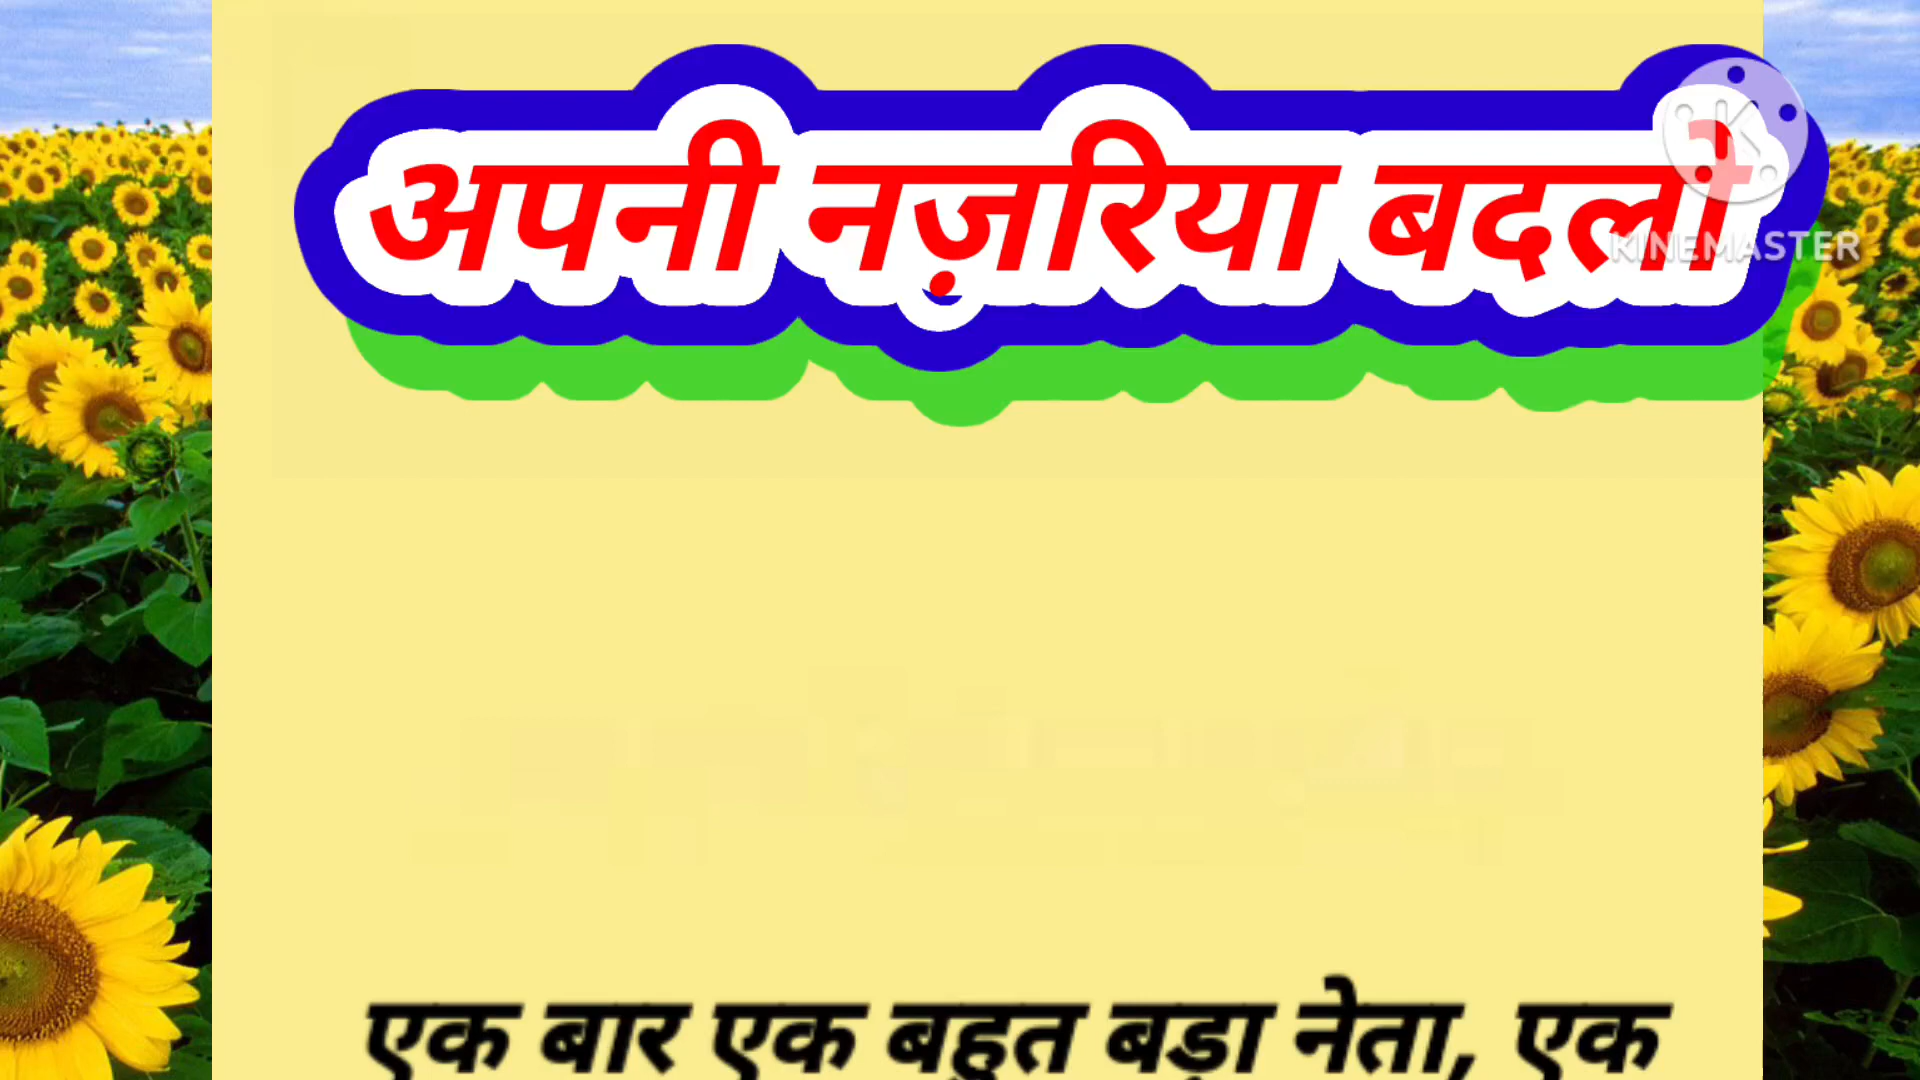 अपनी नज़रिया बदलो
KINEMASTER
एक बार एक बहुत बड़ा नेता, एक